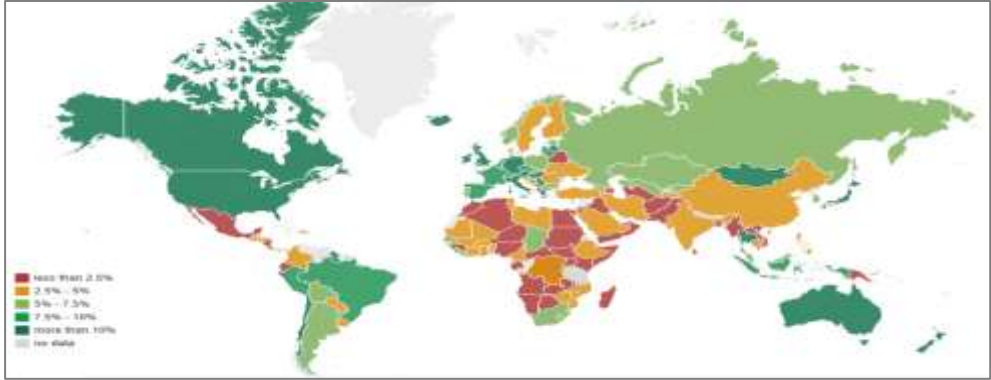 less than 2.5%
2.5% - 5%
5% - 7.5%
7.5% - 10%
more than 10%
no data